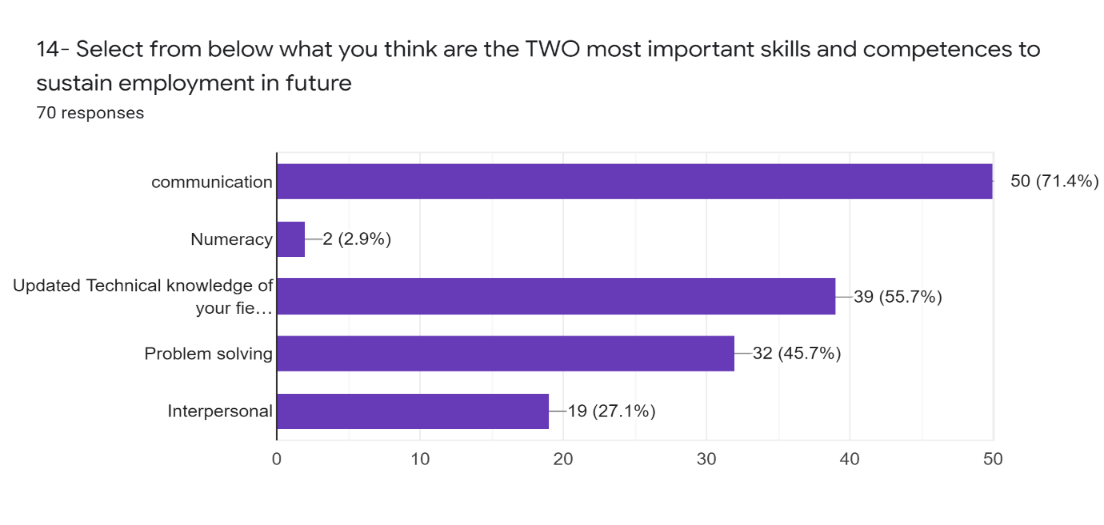 14- Select from below what you think are the TWO most important skills and competences to
sustain employment in future
70 responses
communication
50 (71.4%)
Numeracy
2 (2.9%)
Updated Technical knowledge of
your fie...
39 (55.7%)
Problem solving
32 (45.7%)
Interpersonal
19 (27.1%)
0 10 20 30 40 50